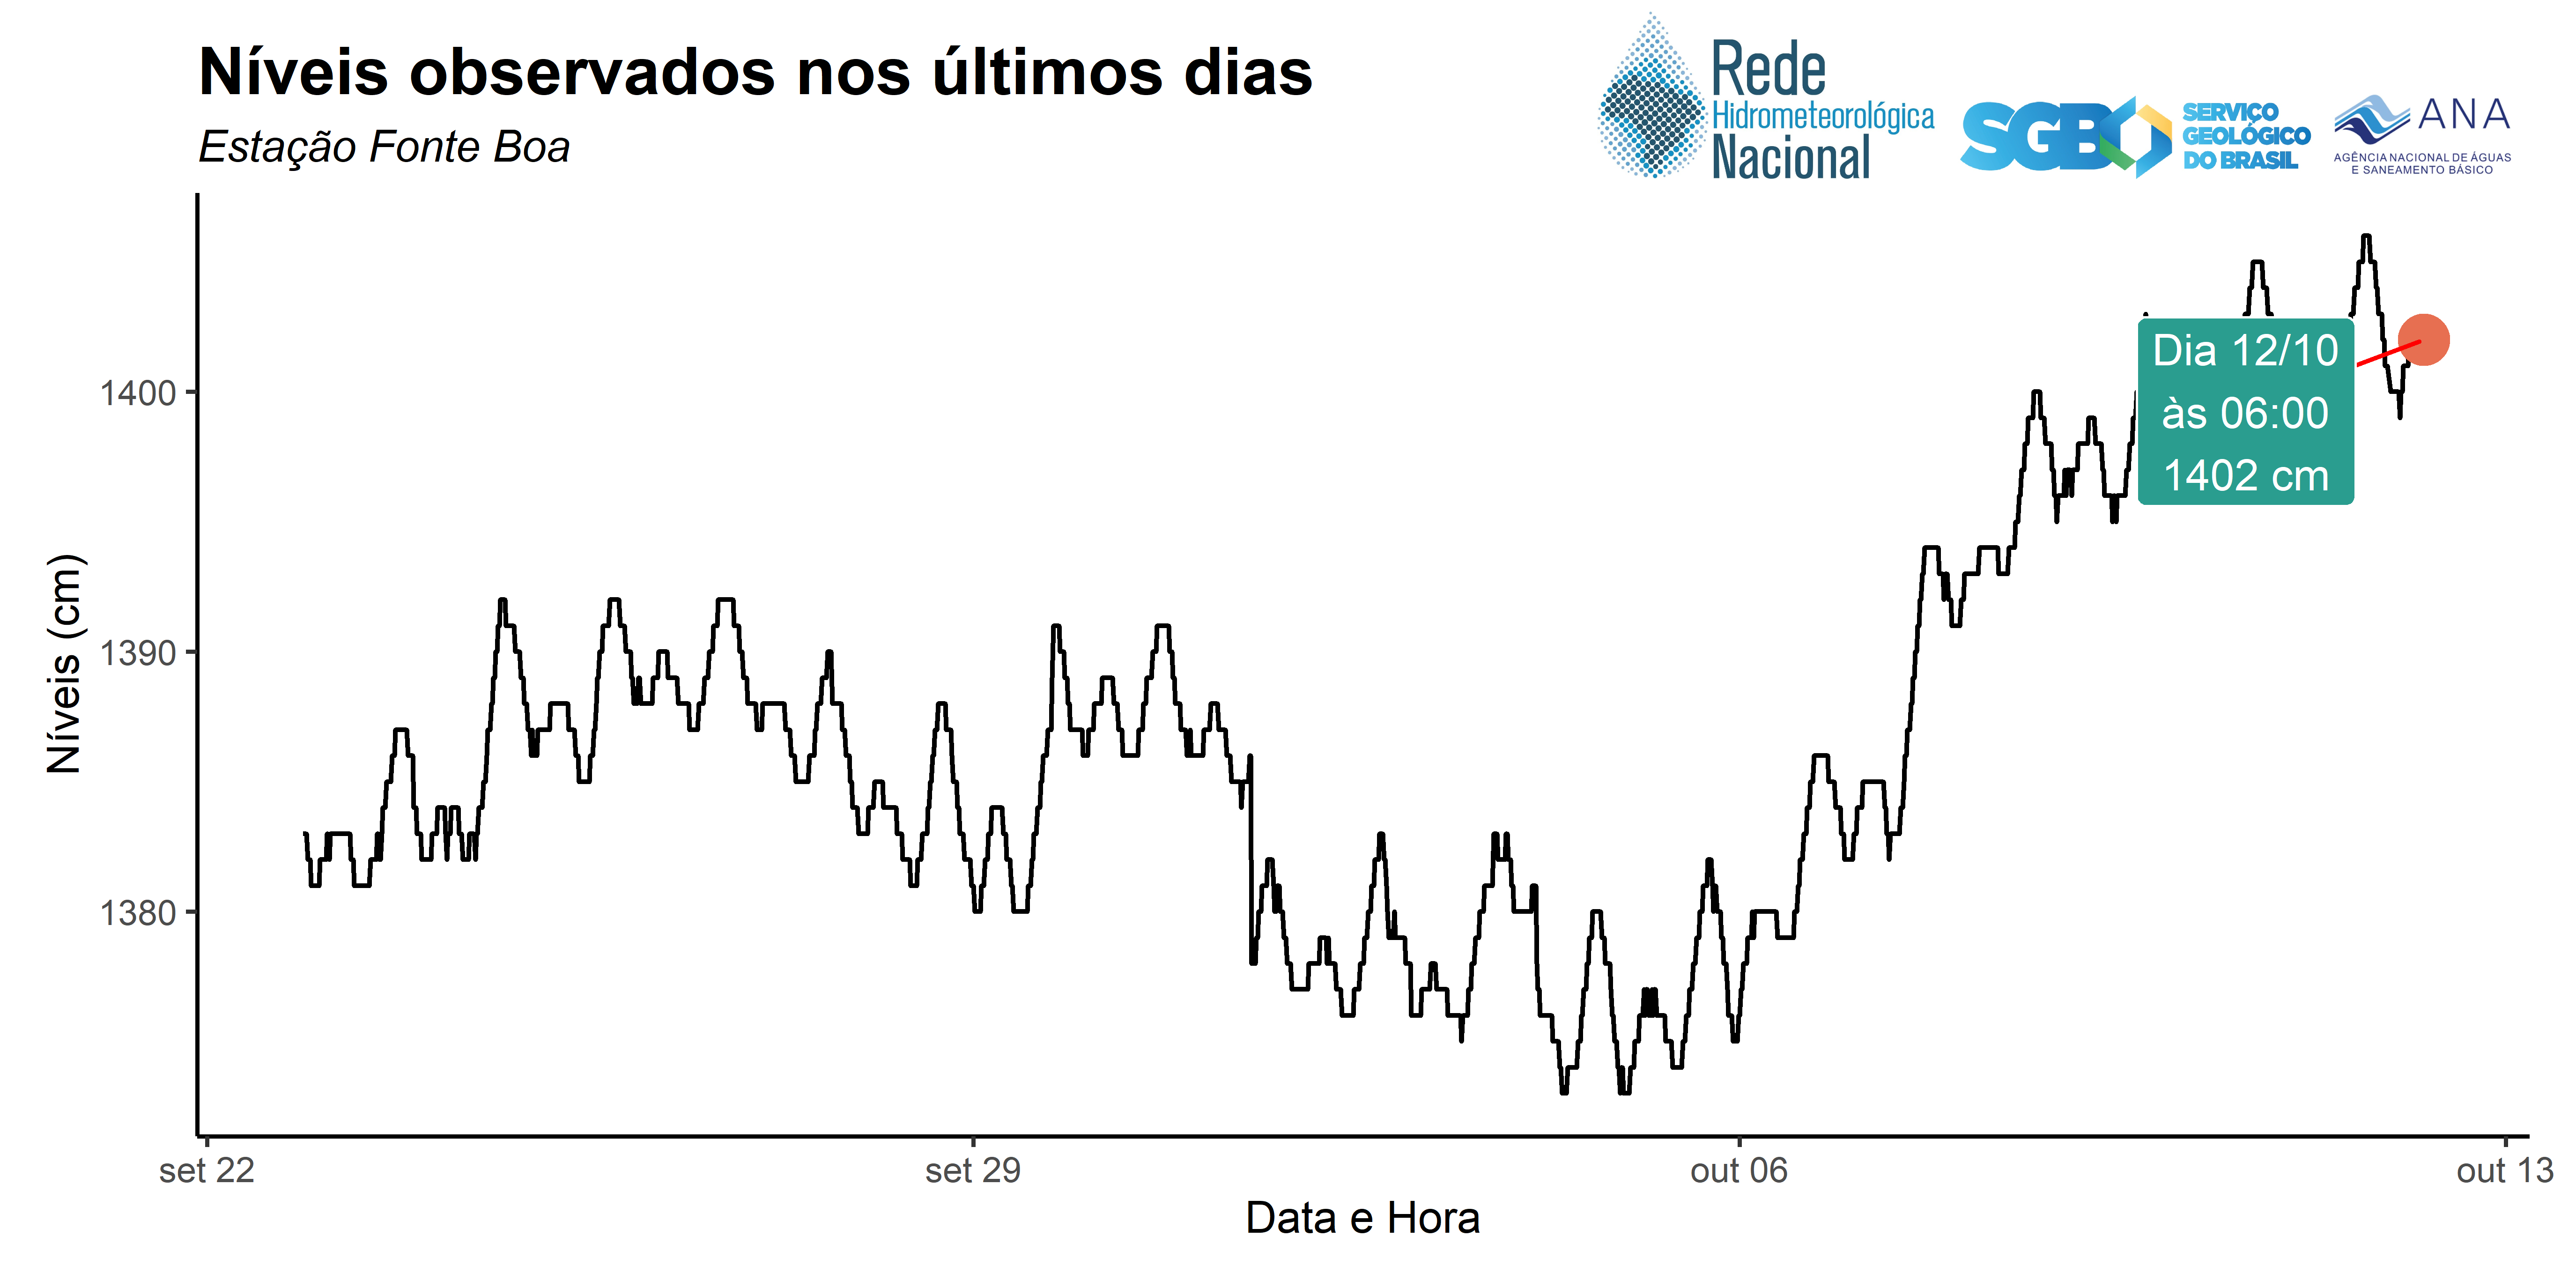 Níveis observados nos últimos dias
Estação Fonte Boa
Rede
Hidrometeorológica
Nacional
SGB
SERVIÇO
GEOLÓGICO
DO BRASIL
ANA
AGÊNCIA NACIONAL DE ÁGUAS
E SANEAMENTO BÁSICO
Níveis (cm)
1400
1390
1380
Dia 12/10
às 06:00
1402 cm
set 22
set 29
out 06
out 13
Data e Hora